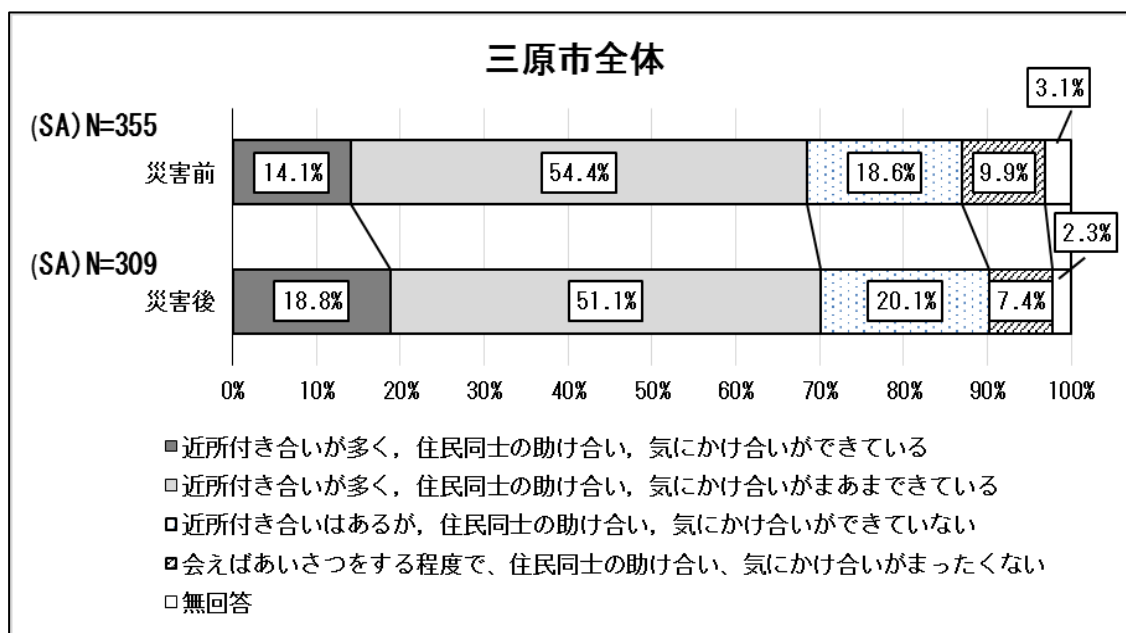 三原市全体
3.1%
(SA)N=355
災害前
14.1%
54.4%
18.6%
9.9%
2.3%
(SA)N=309
災害後
18.8%
51.1%
20.1%
7.4%
0% 10% 20% 30% 40% 50% 60% 70% 80% 90% 100%
近所付き合いが多く，住民同士の助け合い，気にかけ合いができている
近所付き合いが多く，住民同士の助け合い，気にかけ合いがまあまできている
近所付き合いはあるが，住民同士の助け合い，気にかけ合いができていない
会えばあいさつをする程度で、住民同士の助け合い、気にかけ合いがまったくない
無回答